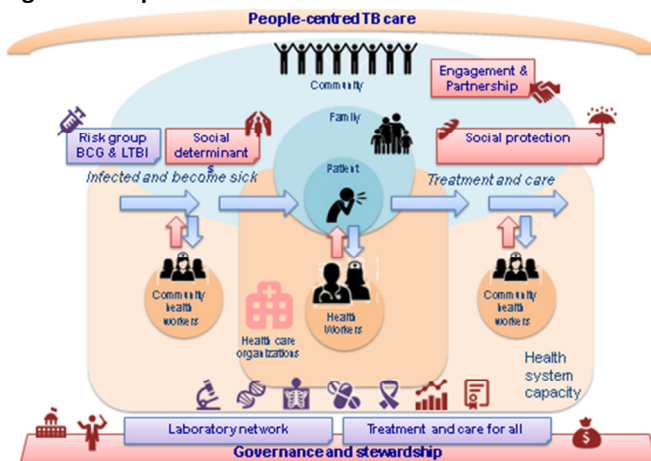 People-centred TB care
Community
Engagement &
Partnership
Family
Risk group
BCG & LTBI
Social
determinant
s
Social protection
Infected and become sick
Patient
Treatment and care
Community
health
workers
Health care
organizations
Health
Workers
Community
health
workers
Health
system
capacity
Laboratory network
Treatment and care for all
$
Governance and stewardship